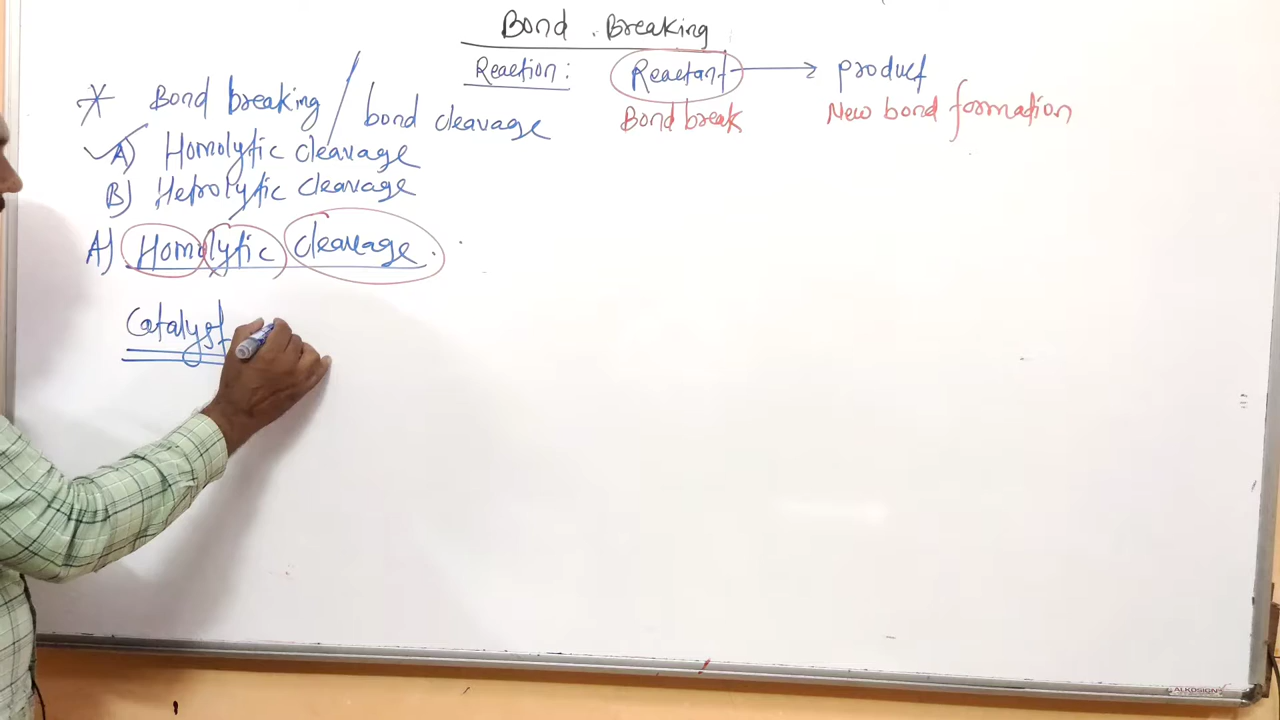 Bond . Breaking
Reaction : Reactant → product
Bond break New bond formation
* Bond breaking / bond cleavage
A) Homolytic cleavage
B) Hetrolytic cleavage
A) Homolytic cleavage .
Catalyst
ALKOSIGN